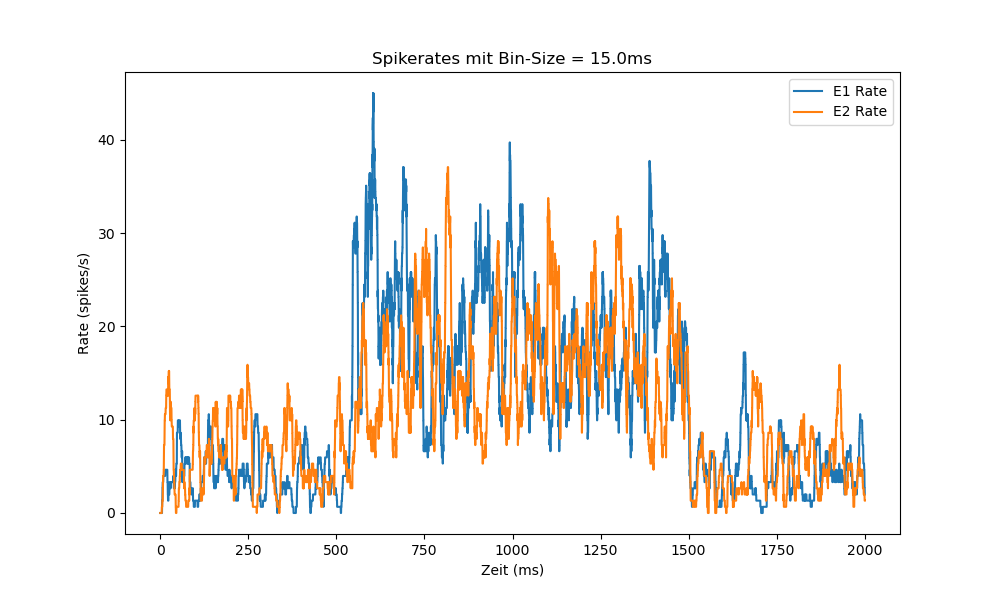 Spikerates mit Bin-Size = 15.0ms
E1 Rate
E2 Rate
Rate (spikes/s)
40
30
20
10
0
0 250 500 750 1000 1250 1500 1750 2000
Zeit (ms)